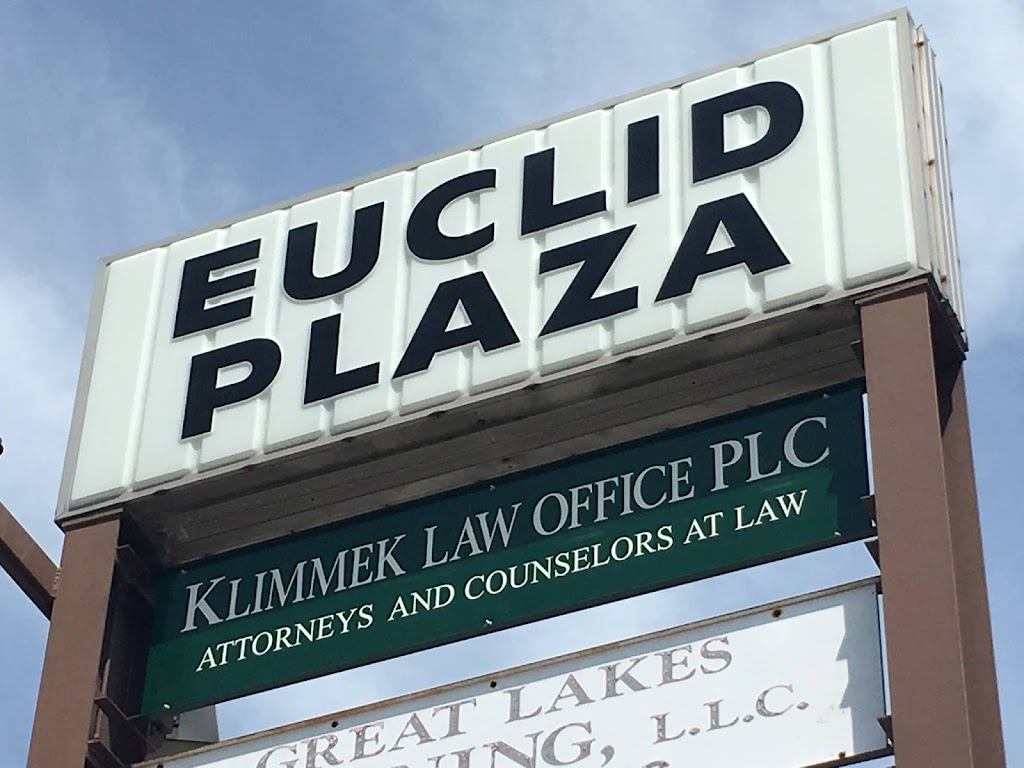 EUCLID
PLAZA
KLIMMEK LAW OFFICE PLC
ATTORNEYS AND COUNSELORS AT LAW
GREAT LAKES
L.L.C.